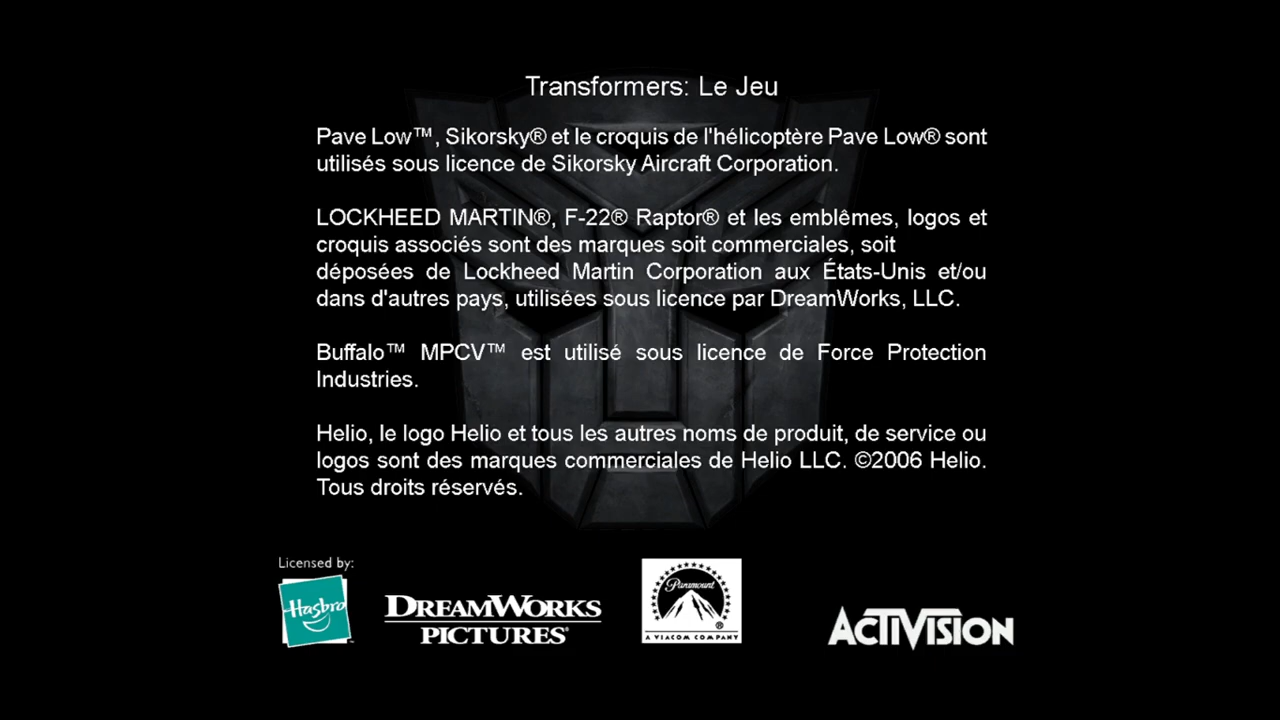 Transformers: Le Jeu
Pave Low™, Sikorsky® et le croquis de l'hélicoptère Pave Low® sont
utilisés sous licence de Sikorsky Aircraft Corporation.
LOCKHEED MARTIN®, F-22® Raptor® et les emblêmes, logos et
croquis associés sont des marques soit commerciales, soit
déposées de Lockheed Martin Corporation aux États-Unis et/ou
dans d'autres pays, utilisées sous licence par DreamWorks, LLC.
Buffalo™ MPCV™ est utilisé sous licence de Force Protection
Industries.
Helio, le logo Helio et tous les autres noms de produit, de service ou
logos sont des marques commerciales de Helio LLC. ©2006 Helio.
Tous droits réservés.
Licensed by:
Hasbro™
DREAMWORKS
PICTURES®
Paramount
®
A VIACOM COMPANY
ACTIVISION